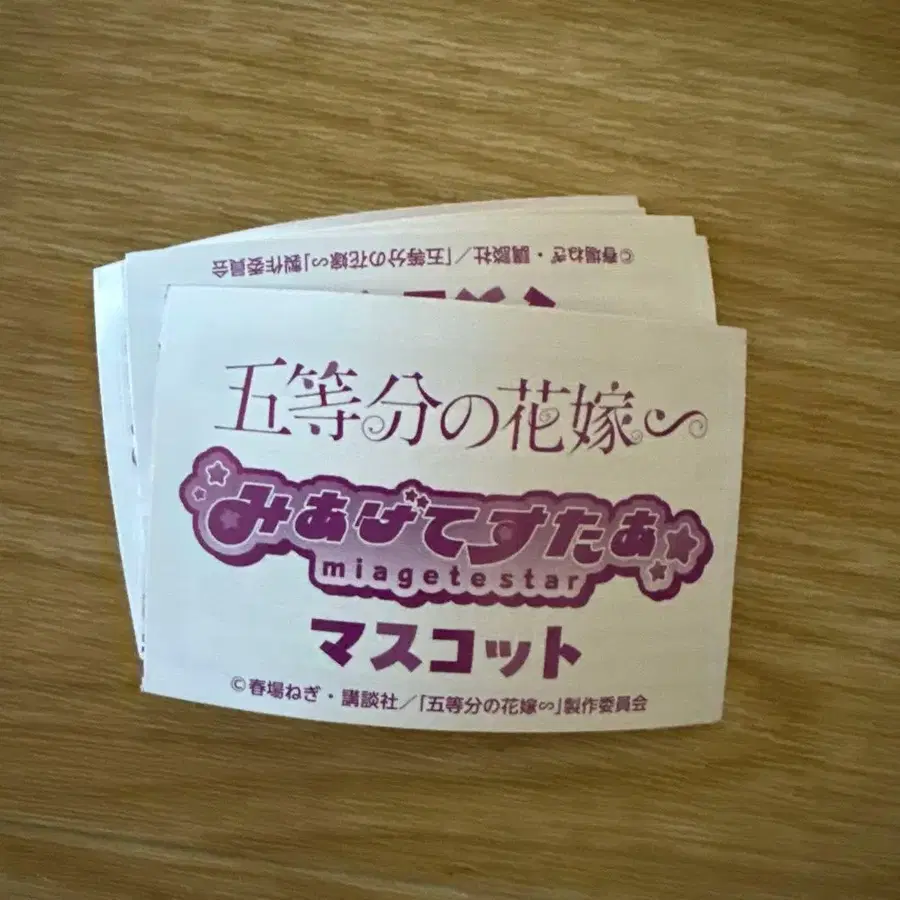 ©春場ねぎ・講談社／「五等分の花嫁∽」製作委員会
五等分の花嫁∽
みあげてすたぁ
miagete star
マスコット
©春場ねぎ・講談社／「五等分の花嫁∽」製作委員会